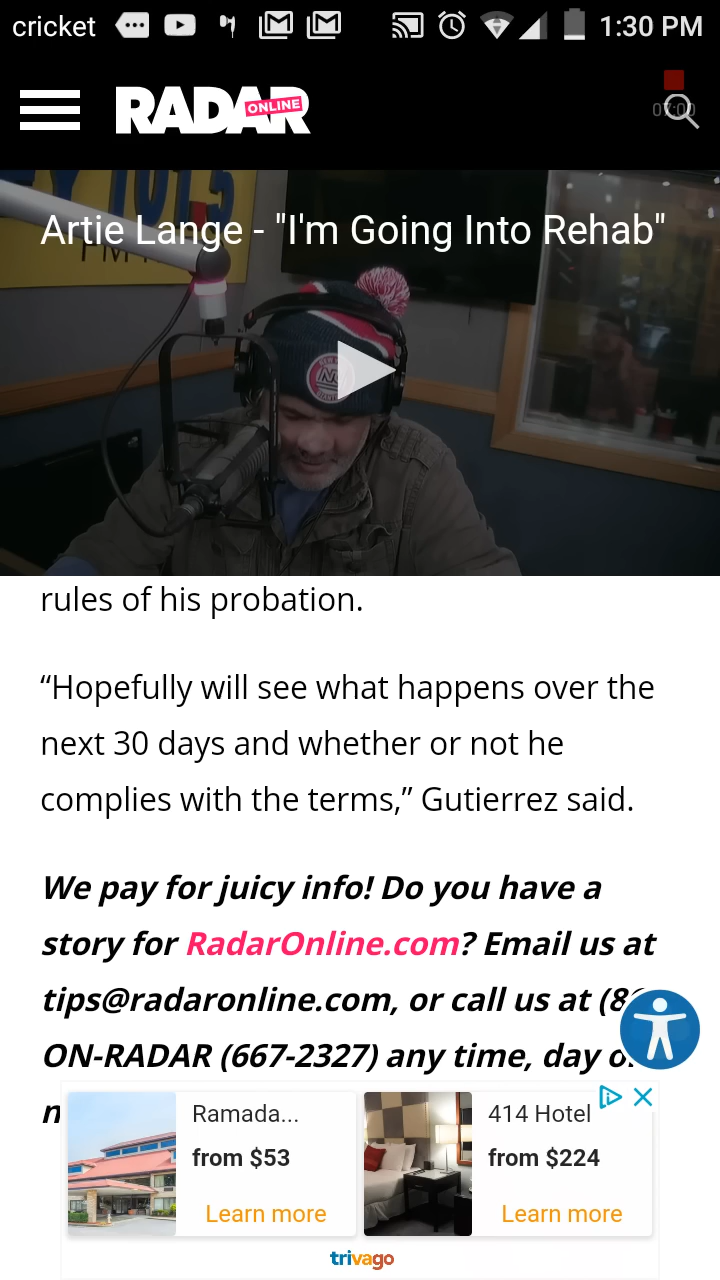 cricket 1:30 PM
RADAR ONLINE
07:00
Artie Lange - "I'm Going Into Rehab"
rules of his probation.
“Hopefully will see what happens over the
next 30 days and whether or not he
complies with the terms,” Gutierrez said.
We pay for juicy info! Do you have a
story for RadarOnline.com? Email us at
tips@radaronline.com, or call us at (8
ON-RADAR (667-2327) any time, day
Ramada...
from $53
Learn more
414 Hotel
from $224
Learn more
trivago